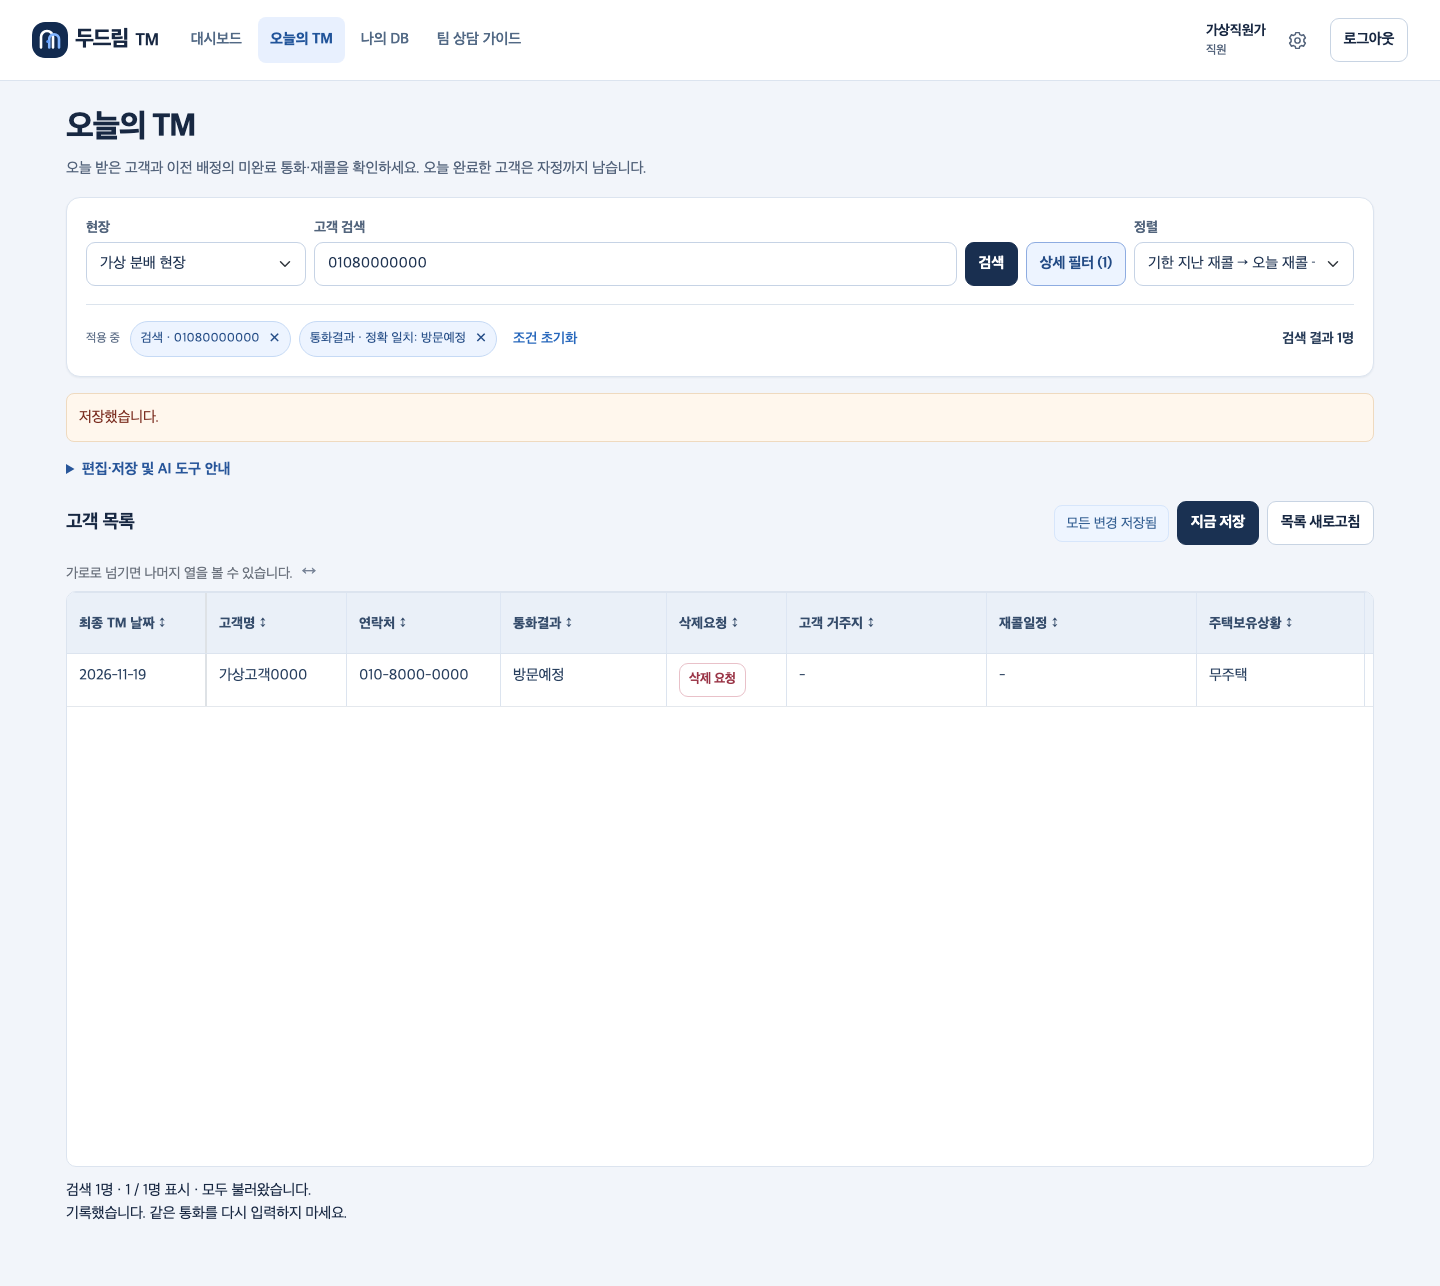 두드림 TM
대시보드
오늘의 TM
나의 DB
팀 상담 가이드
가상직원가
직원
로그아웃
오늘의 TM
오늘 받은 고객과 이전 배정의 미완료 통화·재콜을 확인하세요. 오늘 완료한 고객은 자정까지 남습니다.
현장
고객 검색
정렬
가상 분배 현장
01080000000
검색
상세 필터 (1)
기한 지난 재콜 → 오늘 재콜 ·
적용 중
검색 · 01080000000 ✕
통화결과 · 정확 일치: 방문예정 ✕
조건 초기화
검색 결과 1명
저장했습니다.
▶ 편집·저장 및 AI 도구 안내
고객 목록
모든 변경 저장됨
지금 저장
목록 새로고침
가로로 넘기면 나머지 열을 볼 수 있습니다. ↔
최종 TM 날짜 ↕
고객명 ↕
연락처 ↕
통화결과 ↕
삭제요청 ↕
고객 거주지 ↕
재콜일정 ↕
주택보유상황 ↕
2026-11-19
가상고객0000
010-8000-0000
방문예정
삭제 요청
-
-
무주택
검색 1명 · 1 / 1명 표시 · 모두 불러왔습니다.
기록했습니다. 같은 통화를 다시 입력하지 마세요.